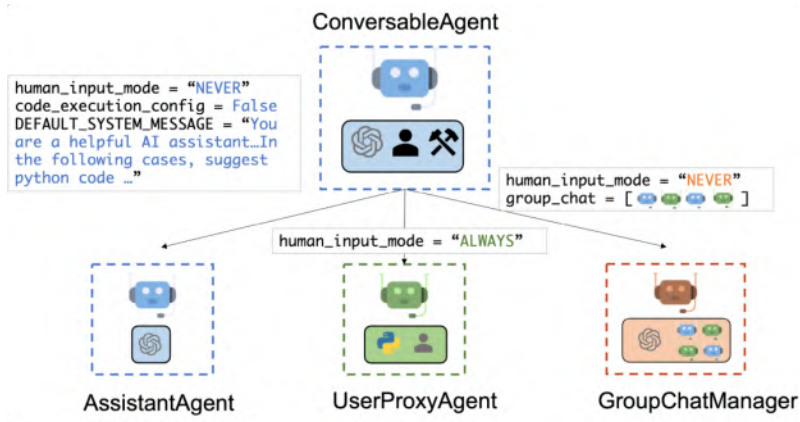 ConversableAgent
human_input_mode = “NEVER”
code_execution_config = False
DEFAULT_SYSTEM_MESSAGE = “You
are a helpful AI assistant…In
the following cases, suggest
python code …”
human_input_mode = “NEVER”
group_chat = [ ]
human_input_mode = “ALWAYS”
AssistantAgent
UserProxyAgent
GroupChatManager